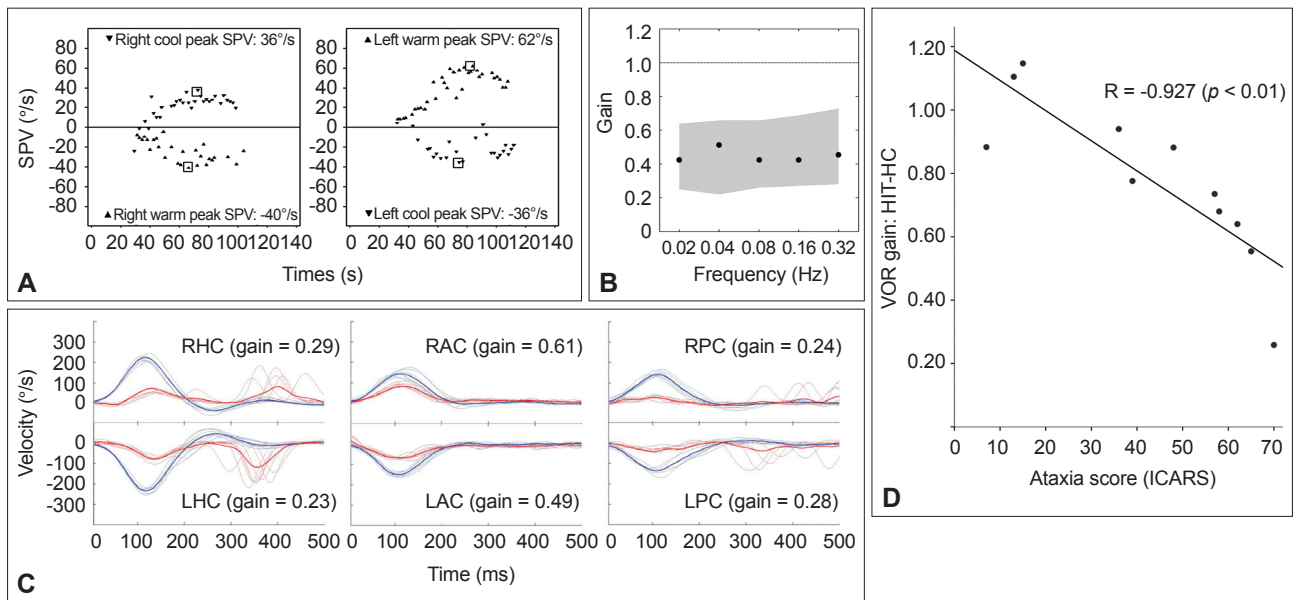 ▼Right cool peak SPV: 36°/s
▲Left warm peak SPV: 62°/s
80
60
40
20
0
-20
-40
-60
-80
80
60
40
20
0
-20
-40
-60
-80
SPV (°/s)
▲Right warm peak SPV: -40°/s
▼Left cool peak SPV: -36°/s
0 20 40 60 80 100 140
0 20 40 60 80 100 140
Times (s)
A
1.2
1.0
0.8
0.6
0.4
0.2
Gain
0.02 0.04 0.08 0.16 0.32
Frequency (Hz)
B
300
200
100
0
0
-100
-200
-300
Velocity (°/s)
RHC (gain = 0.29)
RAC (gain = 0.61)
RPC (gain = 0.24)
LHC (gain = 0.23)
LAC (gain = 0.49)
LPC (gain = 0.28)
0 100 200 300 400 500
0 100 200 300 400 500
0 100 200 300 400 500
Time (ms)
C
1.20
1.00
0.80
0.60
0.40
0.20
VOR gain: HIT-HC
R = -0.927 (p < 0.01)
0 10 20 30 40 50 60 70
Ataxia score (ICARS)
D